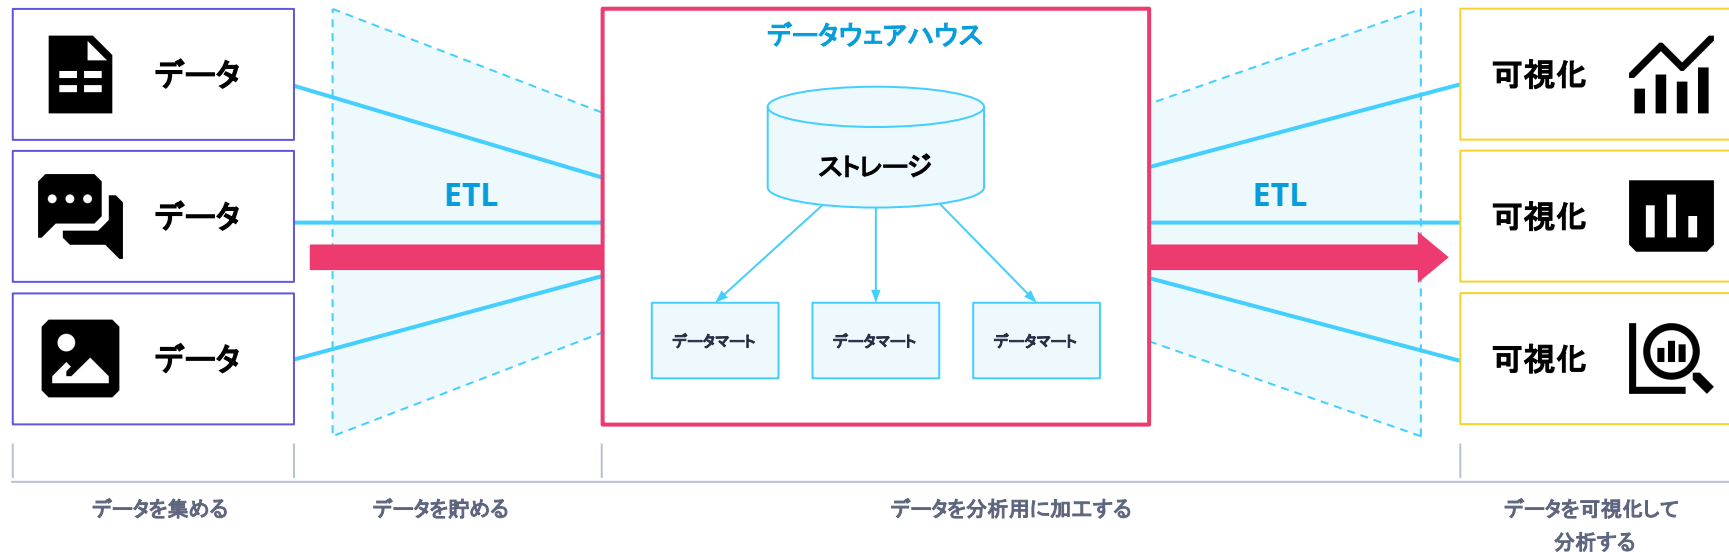 データウェアハウス
データ
可視化
ストレージ
ETL
ETL
データ
可視化
データマート
データマート
データマート
データ
可視化
データを集める
データを貯める
データを分析用に加工する
データを可視化して
分析する